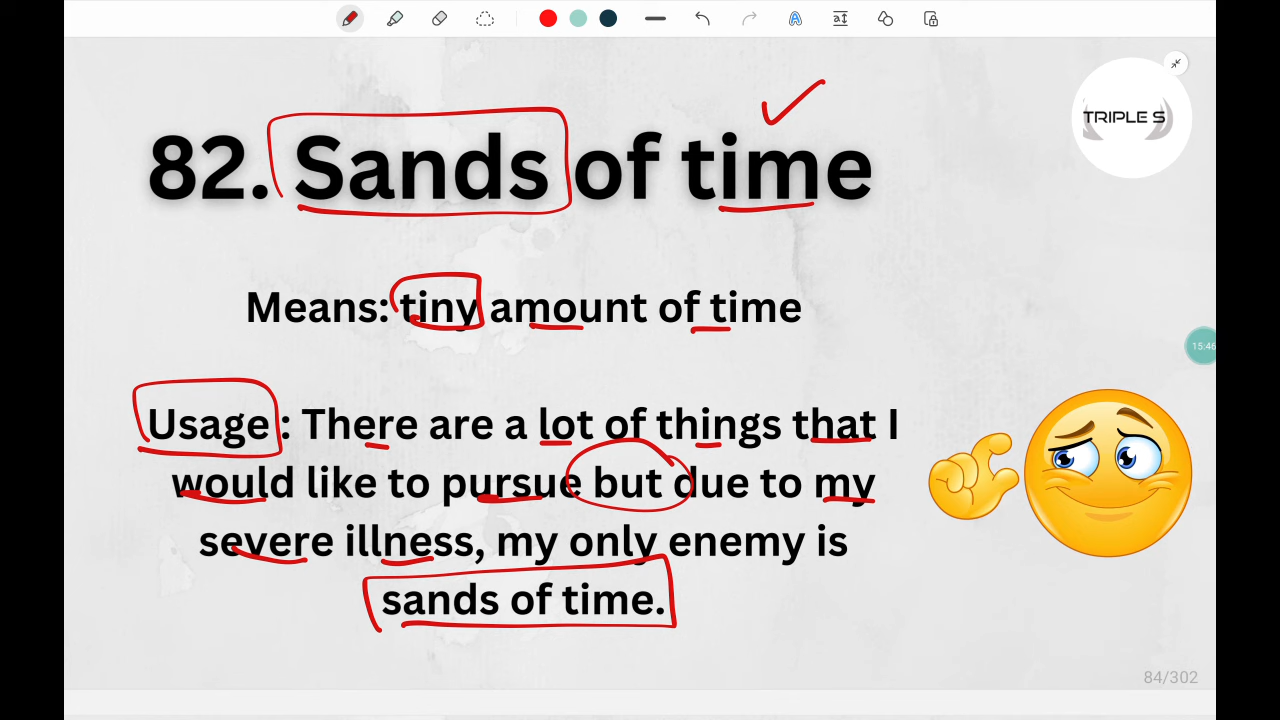 TRIPLE S
82. Sands of time
Means: tiny amount of time
15:46
Usage : There are a lot of things that I
would like to pursue but due to my
severe illness, my only enemy is
sands of time.
84/302